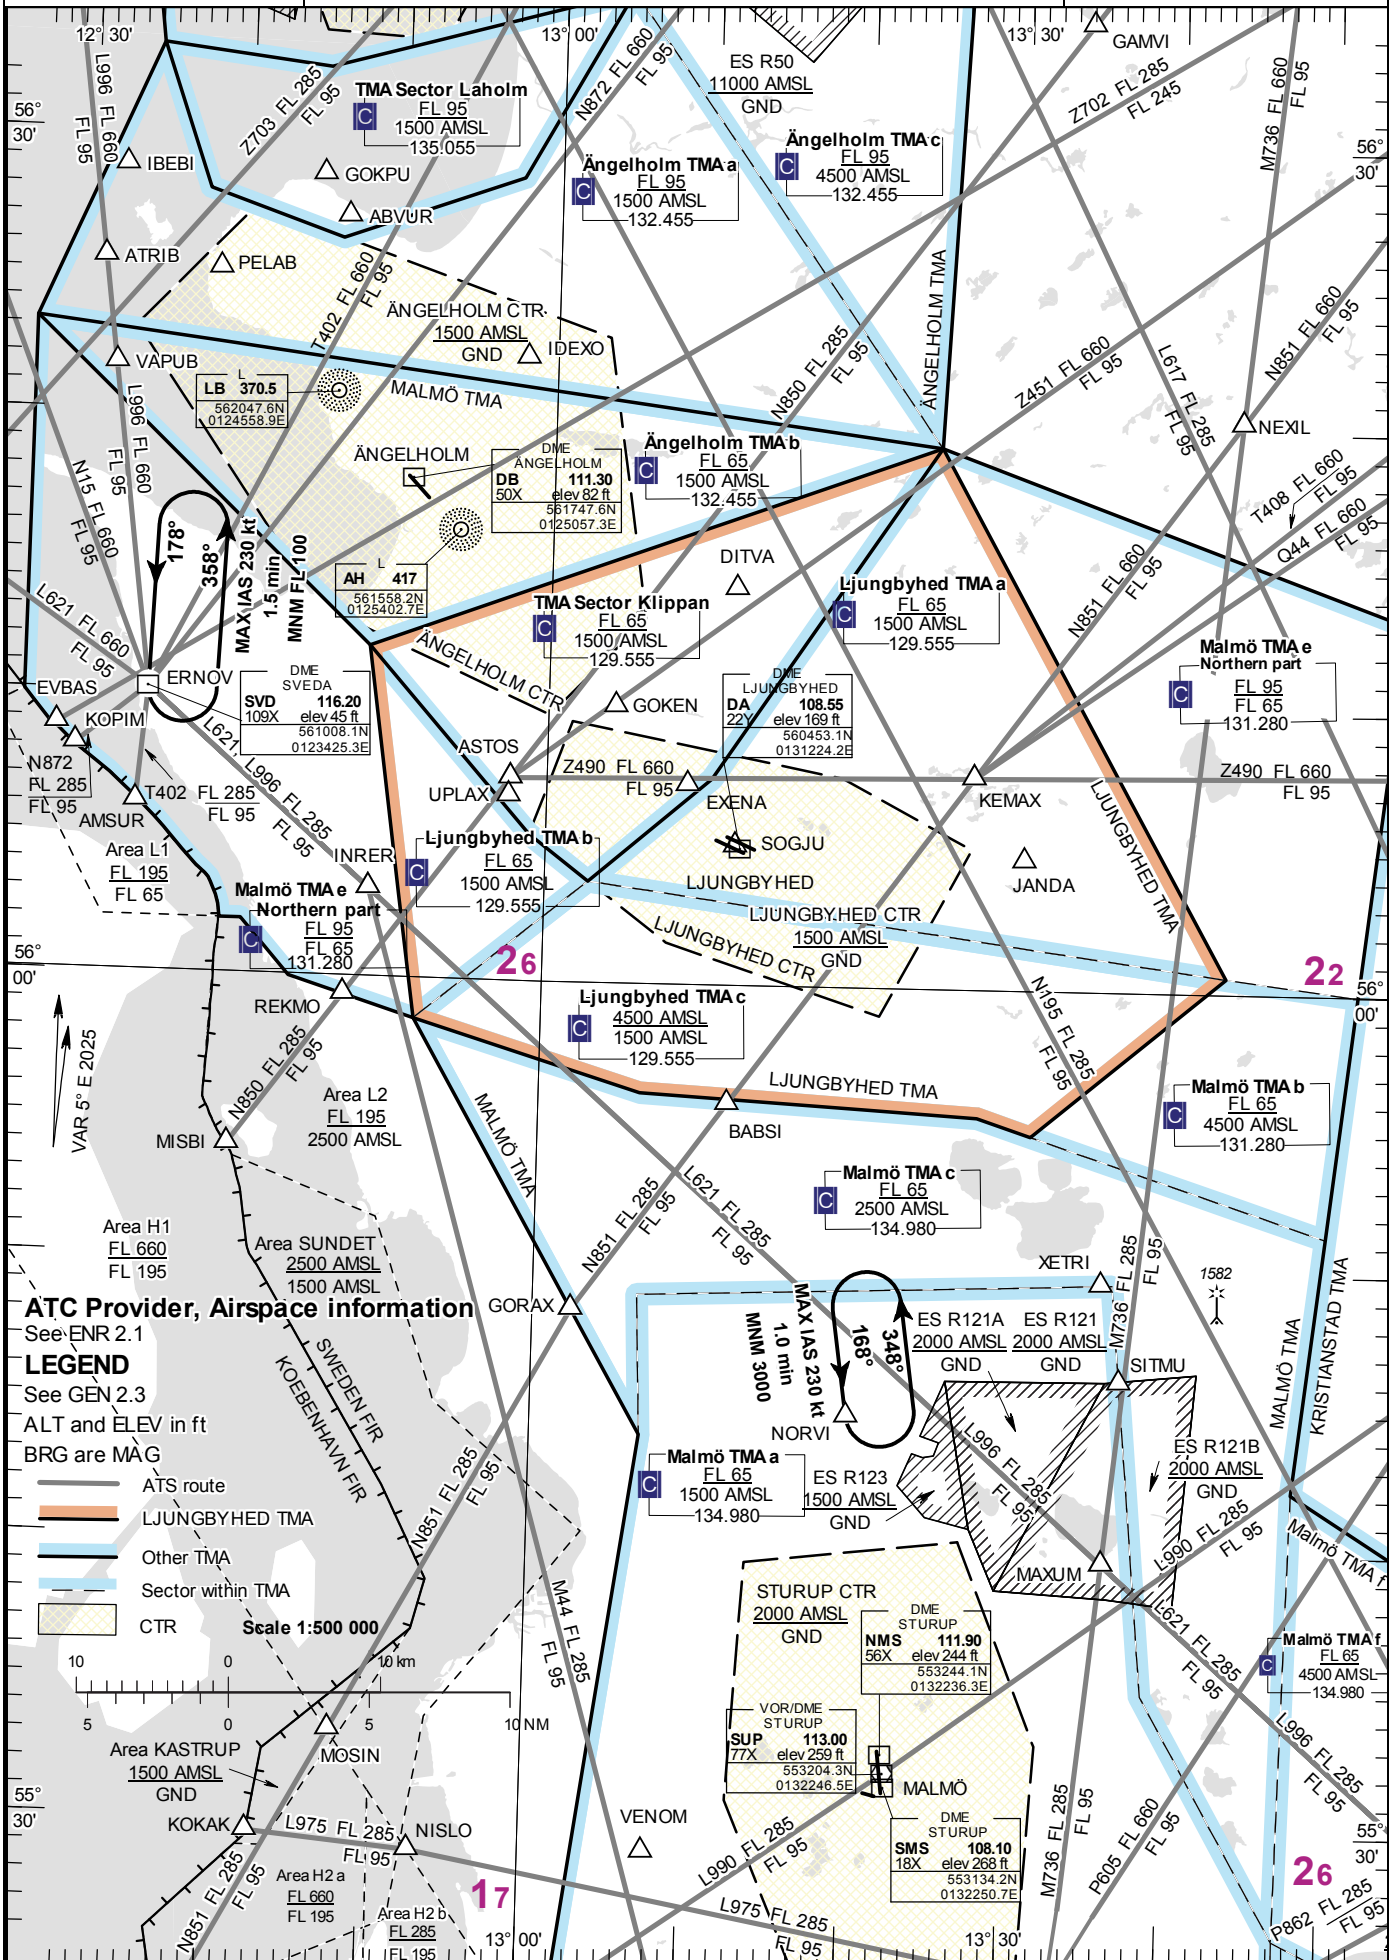 12° 30'
13° 00'
13° 30'
GAMVI
L996 FL 660
FL 95
Z703 FL 285
FL 95
N872 FL 660
FL 95
ES R50
11000 AMSL
GND
Z702 FL 285
FL 245
M736 FL 660
FL 95
TMA Sector Laholm
C
FL 95
1500 AMSL
135.055
56°
30'
IBEBI
GOKPU
ABVUR
Ängelholm TMA a
C
FL 95
1500 AMSL
132.455
Ängelholm TMA c
C
FL 95
4500 AMSL
132.455
56°
30'
ATRIB
PELAB
T402 FL 660
FL 95
ÄNGELHOLM CTR
1500 AMSL
GND
IDEXO
ÄNGELHOLM TMA
N850 FL 285
FL 95
Z451 FL 660
FL 95
L617 FL 285
FL 95
N851 FL 660
FL 95
VAPUB
L
LB 370.5
562047.6N
0124558.9E
MALMÖ TMA
L996 FL 660
FL 95
N15 FL 660
FL 95
NEXIL
ÄNGELHOLM
DME
ÄNGELHOLM
DB 111.30
50X elev 82 ft
561747.6N
0125057.3E
Ängelholm TMA b
C
FL 65
1500 AMSL
132.455
T408 FL 660
FL 95
Q44 FL 660
FL 95
178°
358°
MAX IAS 230 kt
1.5 min
MNM FL 100
L
AH 417
561558.2N
0125402.7E
DITVA
TMA Sector Klippan
C
FL 65
1500 AMSL
129.555
Ljungbyhed TMA a
C
FL 65
1500 AMSL
129.555
N851 FL 660
FL 95
L621 FL 660
FL 95
ÄNGELHOLM CTR
Malmö TMA e
Northern part
C
FL 95
FL 65
131.280
EVBAS
ERNOV
KOPIM
DME
SVEDA
SVD 116.20
109X elev 45 ft
561008.1N
0123425.3E
GOKEN
DME
LJUNGBYHED
DA 108.55
22Y elev 169 ft
560453.1N
0131224.2E
L621, L996 FL 285
FL 95
ASTOS
UPLAX
Z490 FL 660
FL 95
EXENA
KEMAX
Z490 FL 660
FL 95
N872
FL 285
FL 95
T402 FL 285
FL 95
AMSUR
LJUNGBYHED TMA
Area L1
FL 195
FL 65
INRER
Ljungbyhed TMA b
C
FL 65
1500 AMSL
129.555
SOGJU
LJUNGBYHED
JANDA
Malmö TMA e
Northern part
C
FL 95
FL 65
131.280
LJUNGBYHED CTR
1500 AMSL
GND
LJUNGBYHED CTR
56°
00'
26
22
56°
00'
REKMO
N195 FL 285
FL 95
Ljungbyhed TMA c
C
4500 AMSL
1500 AMSL
129.555
VAR 5° E 2025
N850 FL 285
FL 95
LJUNGBYHED TMA
Area L2
FL 195
2500 AMSL
MALMÖ TMA
MISBI
BABSI
Malmö TMA b
C
FL 65
4500 AMSL
131.280
Malmö TMA c
C
FL 65
2500 AMSL
134.980
L621 FL 285
FL 95
N851 FL 285
FL 95
Area H1
FL 660
FL 195
Area SUNDET
2500 AMSL
1500 AMSL
XETRI
M736 FL 285
FL 95
1582
GORAX
ATC Provider, Airspace information
See ENR 2.1
LEGEND
See GEN 2.3
ALT and ELEV in ft
BRG are MAG
ATS route
LJUNGBYHED TMA
Other TMA
Sector within TMA
CTR
Scale 1:500 000
SWEDEN FIR
KOEBENHAVN FIR
MAX IAS 230 kt
1.0 min
MNM 3000
168°
348°
NORVI
ES R121A
2000 AMSL
GND
ES R121
2000 AMSL
GND
SITMU
MALMÖ TMA
KRISTIANSTAD TMA
L996 FL 285
FL 95
ES R121B
2000 AMSL
GND
Malmö TMA a
C
FL 65
1500 AMSL
134.980
ES R123
1500 AMSL
GND
N851 FL 285
FL 95
L990 FL 285
FL 95
Malmö TMA f
MAXUM
M44 FL 285
FL 95
STURUP CTR
2000 AMSL
GND
DME
STURUP
NMS 111.90
56X elev 244 ft
553244.1N
0132236.3E
L621 FL 285
FL 95
Malmö TMA f
C
FL 65
4500 AMSL
134.980
10 0 10 km
5 0 5 10 NM
VOR/DME
STURUP
SUP 113.00
77X elev 259 ft
553204.3N
0132246.5E
L996 FL 285
FL 95
MOSIN
Area KASTRUP
1500 AMSL
GND
MALMÖ
55°
30'
KOKAK
L975 FL 285
FL 95
NISLO
VENOM
DME
STURUP
SMS 108.10
18X elev 268 ft
553134.2N
0132250.7E
L990 FL 285
FL 95
M736 FL 285
FL 95
P605 FL 660
FL 95
55°
30'
N851 FL 285
FL 95
Area H2 a
FL 660
FL 195
17
26
Area H2 b
FL 285
FL 195
L975 FL 285
FL 95
P862 FL 285
FL 95
13° 00'
13° 30'